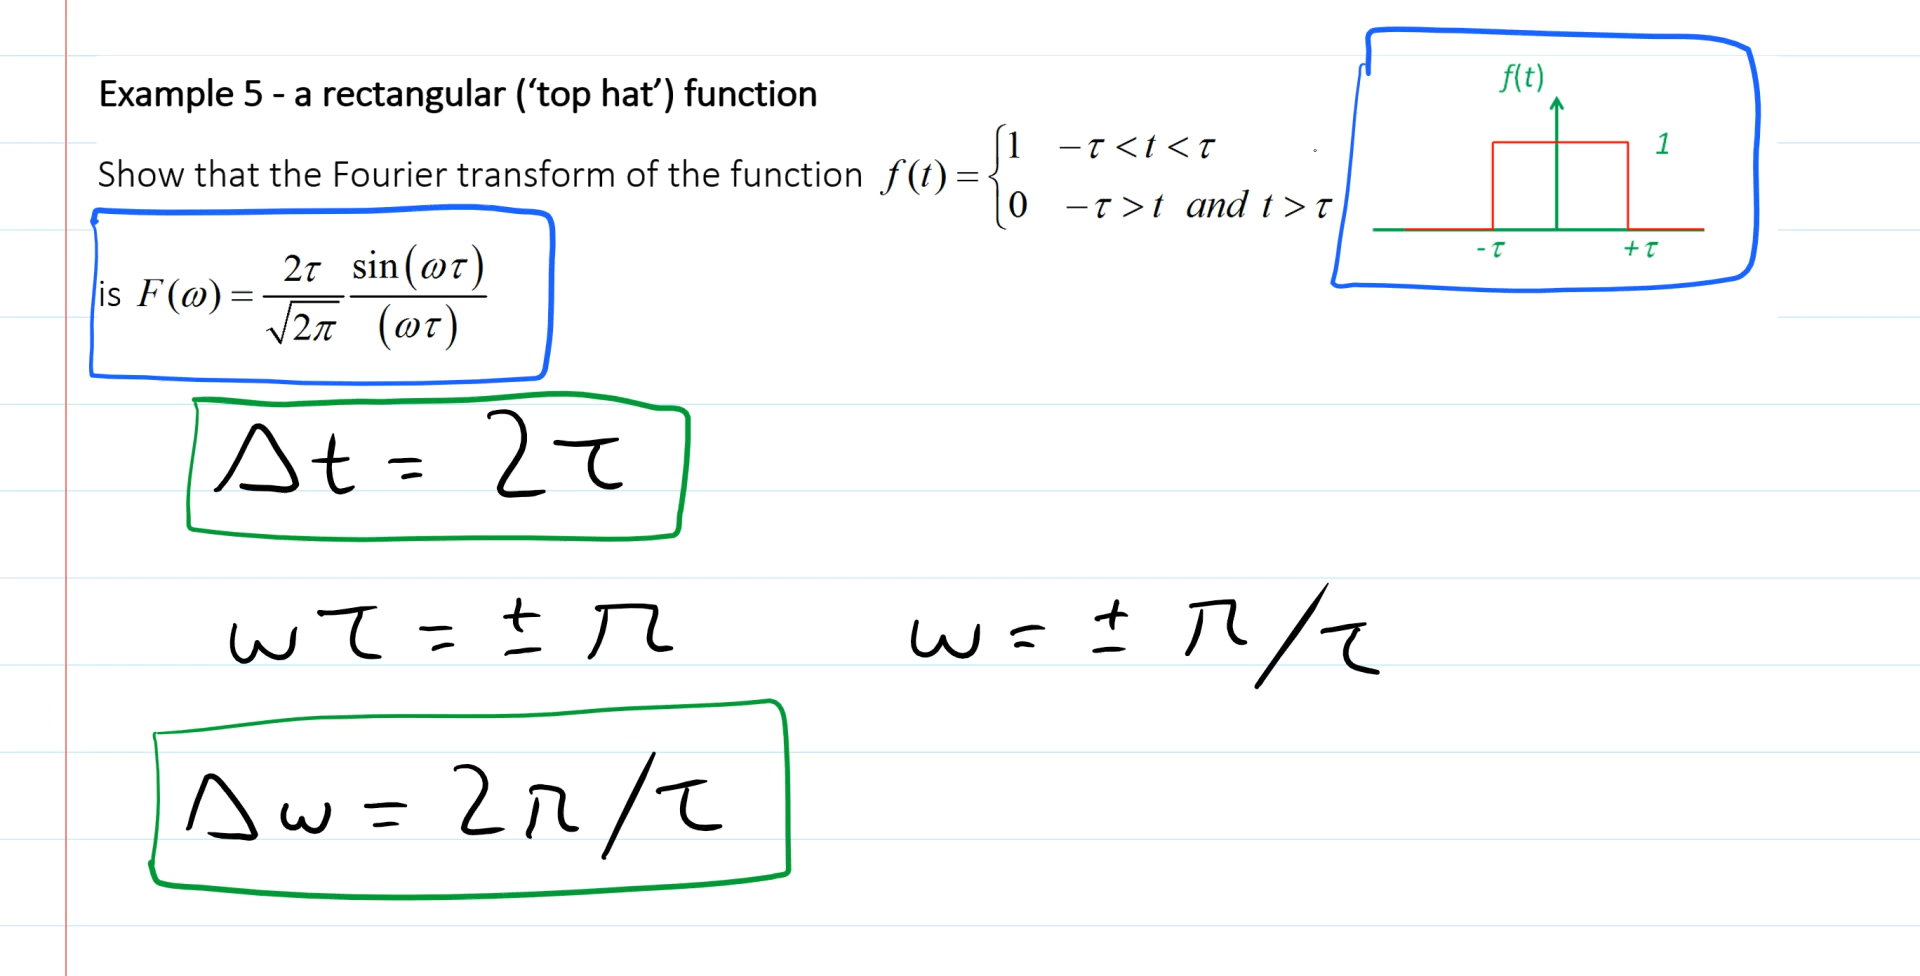 Example 5 - a rectangular (‘top hat’) function
Show that the Fourier transform of the function f(t) = {1 −τ < t < τ
0 −τ > t and t > τ
is F(ω) = 2τ/√2π sin(ωτ)/(ωτ)
f(t)
1
-τ +τ
Δt = 2τ
ωτ = ± π ω = ± π/τ
Δω = 2π/τ